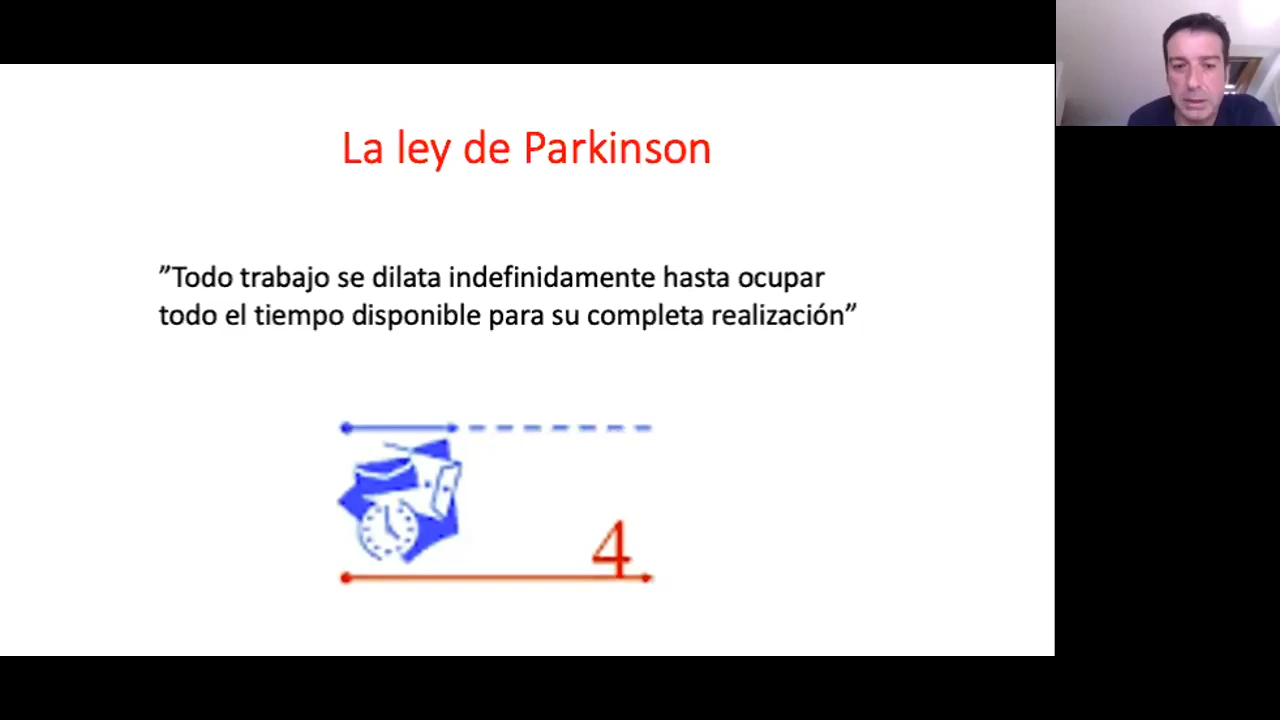 La ley de Parkinson
”Todo trabajo se dilata indefinidamente hasta ocupar
todo el tiempo disponible para su completa realización”
4